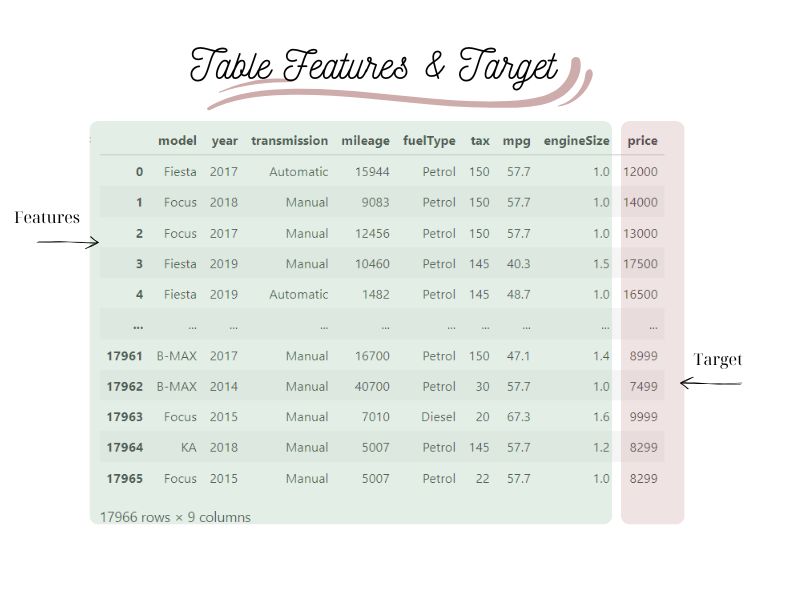 Table Features & Target
model year transmission mileage fuelType tax mpg engineSize price
0 Fiesta 2017 Automatic 15944 Petrol 150 57.7 1.0 12000
1 Focus 2018 Manual 9083 Petrol 150 57.7 1.0 14000
Features
2 Focus 2017 Manual 12456 Petrol 150 57.7 1.0 13000
3 Fiesta 2019 Manual 10460 Petrol 145 40.3 1.5 17500
4 Fiesta 2019 Automatic 1482 Petrol 145 48.7 1.0 16500
... ... ... ... ... ... ... ... ... ...
17961 B-MAX 2017 Manual 16700 Petrol 150 47.1 1.4 8999
Target
17962 B-MAX 2014 Manual 40700 Petrol 30 57.7 1.0 7499
17963 Focus 2015 Manual 7010 Diesel 20 67.3 1.6 9999
17964 KA 2018 Manual 5007 Petrol 145 57.7 1.2 8299
17965 Focus 2015 Manual 5007 Petrol 22 57.7 1.0 8299
17966 rows × 9 columns